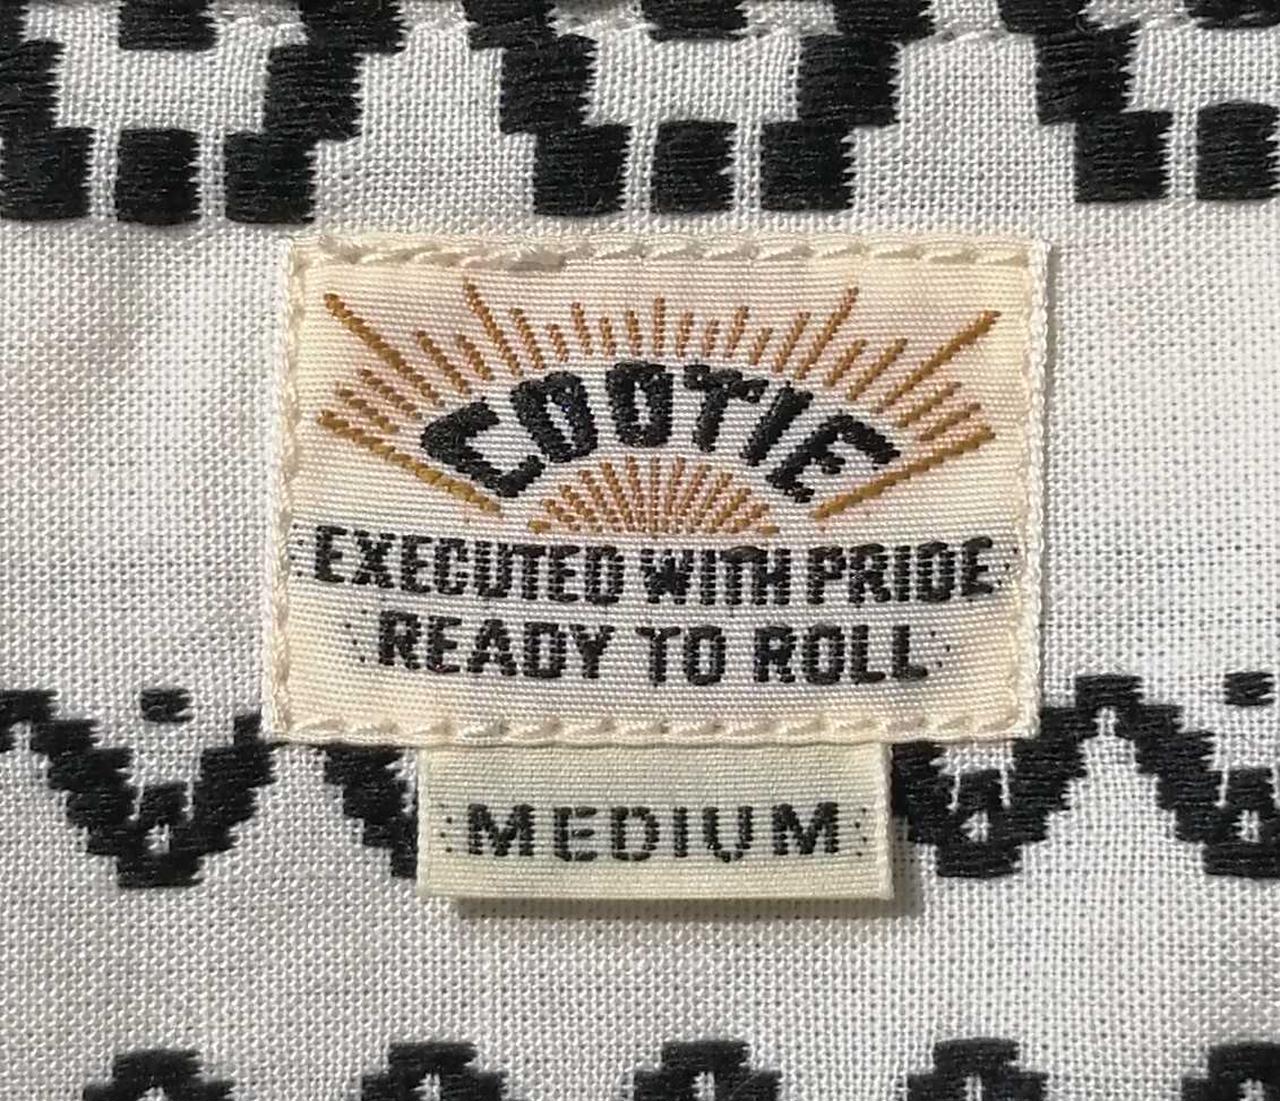 COOTIE
EXECUTED WITH PRIDE
READY TO ROLL
MEDIUM